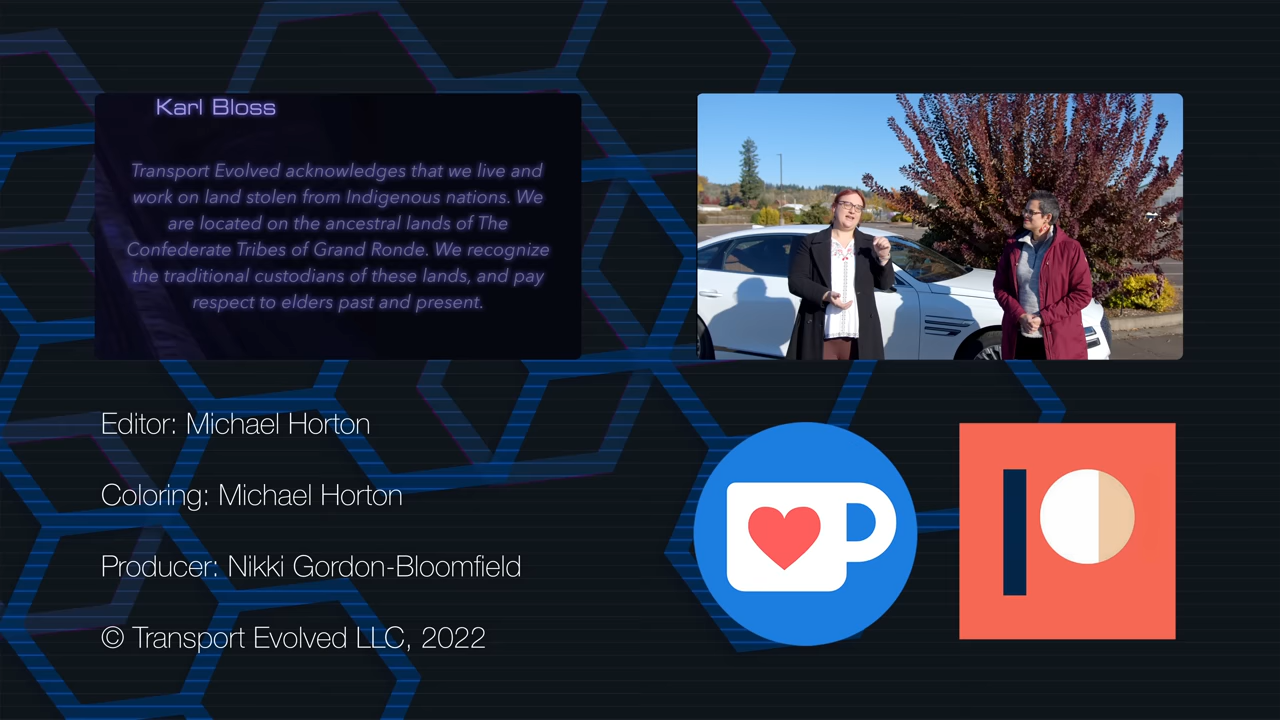 Karl Bloss
Transport Evolved acknowledges that we live and
work on land stolen from Indigenous nations. We
are located on the ancestral lands of The
Confederate Tribes of Grand Ronde. We recognize
the traditional custodians of these lands, and pay
respect to elders past and present.
Editor: Michael Horton
Coloring: Michael Horton
Producer: Nikki Gordon-Bloomfield
© Transport Evolved LLC, 2022